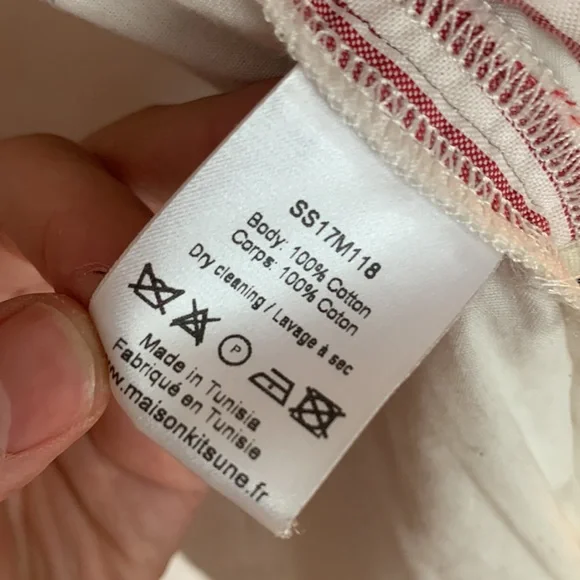 SS17M118
Body: 100% Cotton
Corps: 100% Coton
Dry cleaning / Lavage à sec
P
Made in Tunisia
Fabriqué en Tunisie
www.maisonkitsune.fr